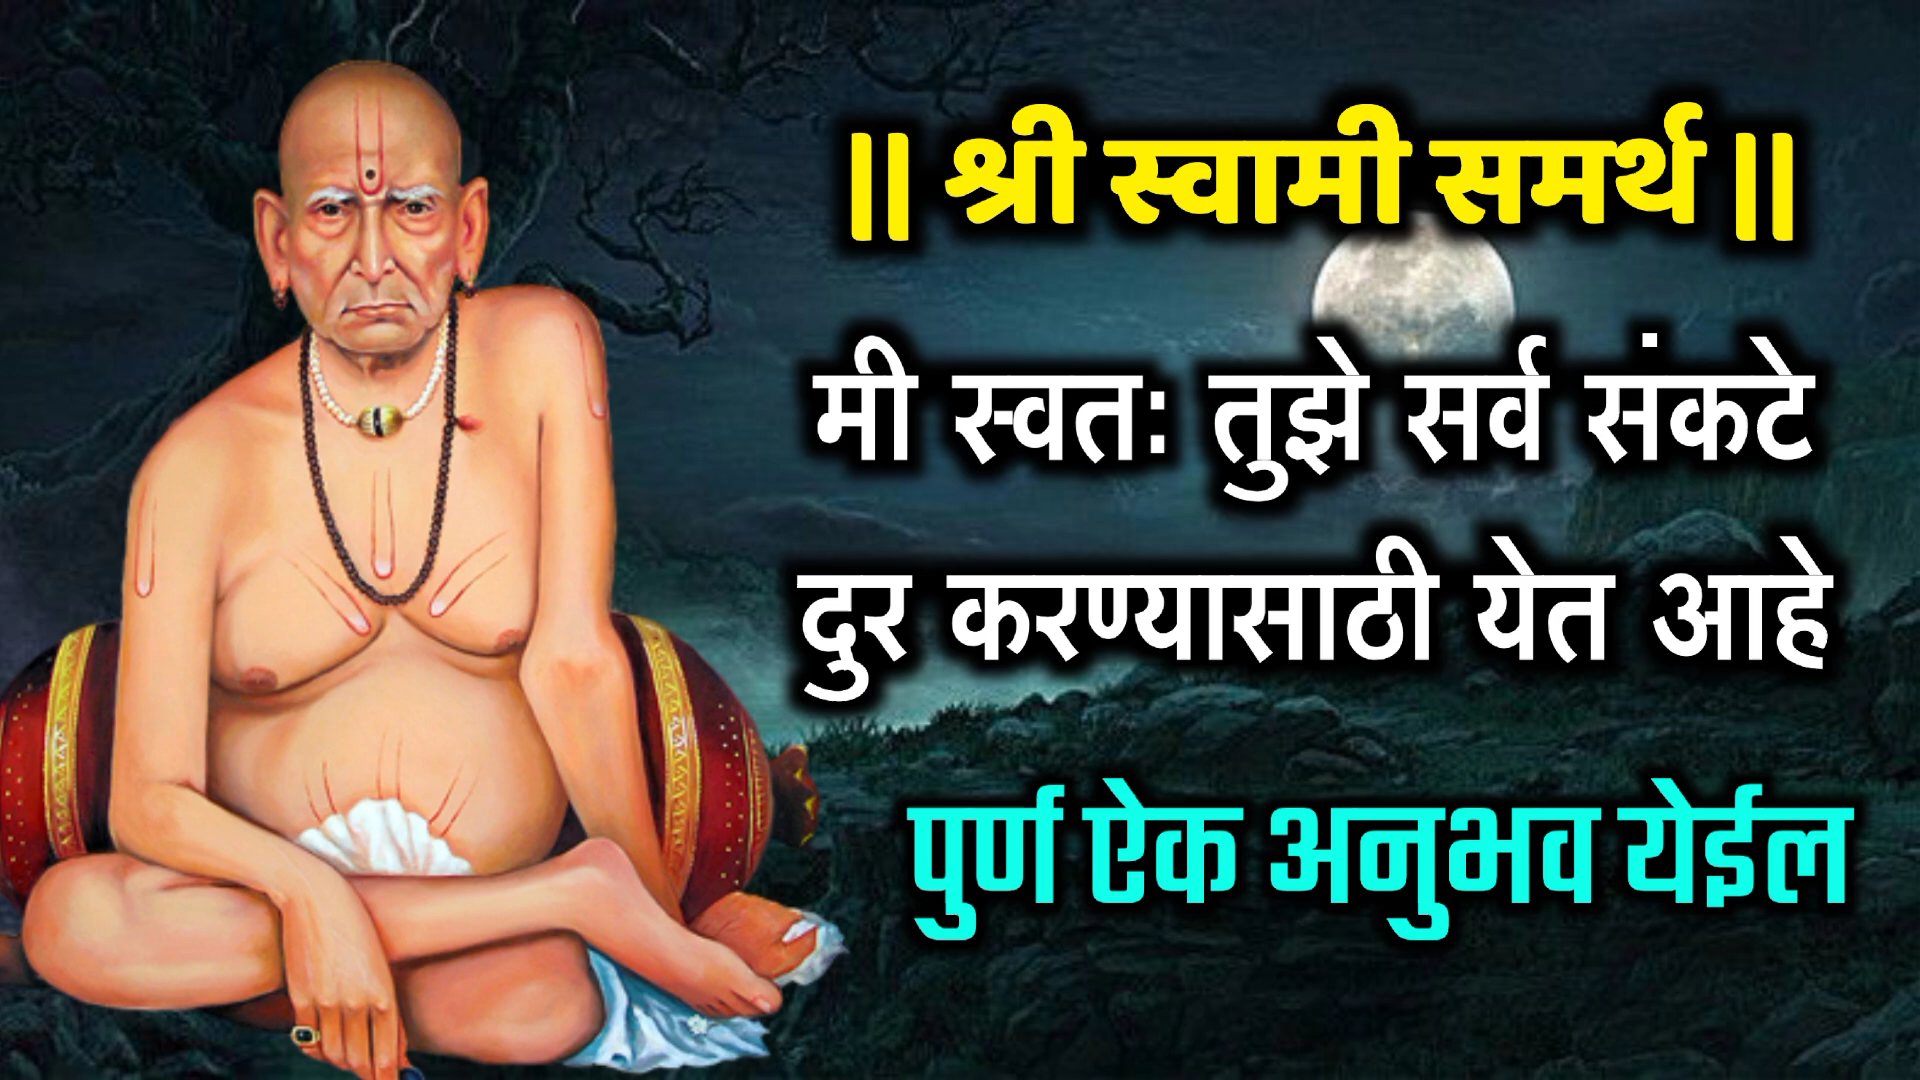 || श्री स्वामी समर्थ ||
मी स्वतः तुझे सर्व संकटे
दुर करण्यासाठी येत आहे
पुर्ण ऐक अनुभव येईल